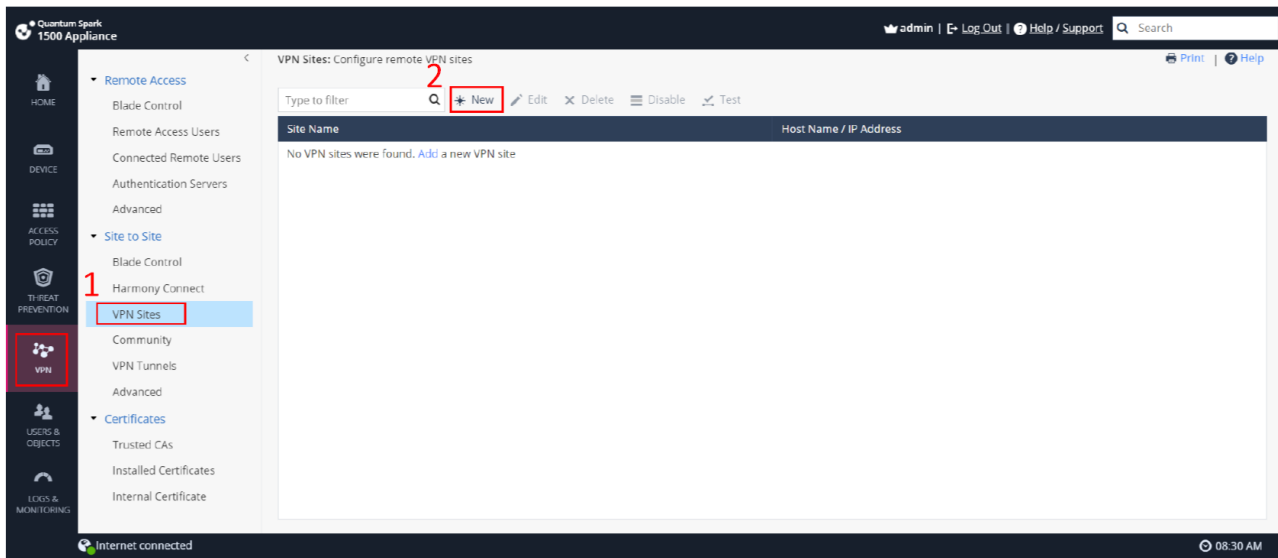 Quantum Spark
1500 Appliance
admin | Log Out | Help / Support
Search
HOME
DEVICE
ACCESS
POLICY
THREAT
PREVENTION
VPN
USERS &
OBJECTS
LOGS &
MONITORING
Remote Access
Blade Control
Remote Access Users
Connected Remote Users
Authentication Servers
Advanced
Site to Site
Blade Control
Harmony Connect
1
VPN Sites
Community
VPN Tunnels
Advanced
Certificates
Trusted CAs
Installed Certificates
Internal Certificate
VPN Sites: Configure remote VPN sites
Print | Help
2
Type to filter New Edit Delete Disable Test
Site Name Host Name / IP Address
No VPN sites were found. Add a new VPN site
Internet connected
08:30 AM